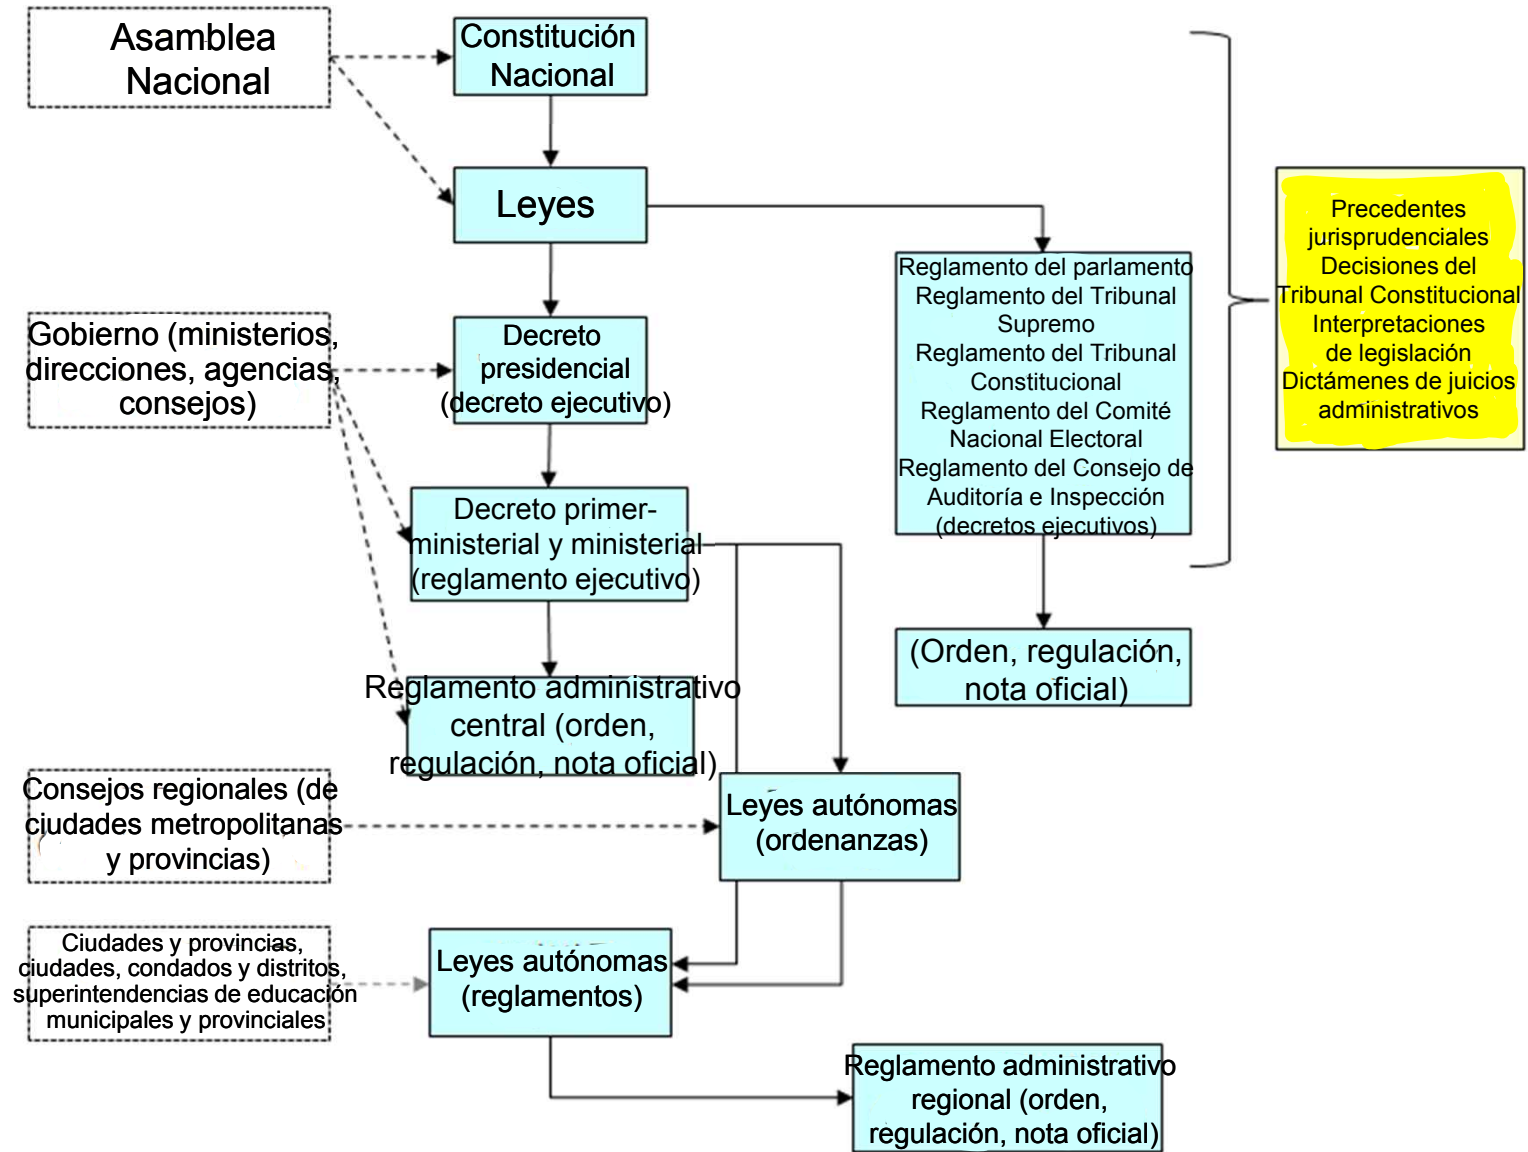 Asamblea
Nacional
Constitución
Nacional
Leyes
Precedentes
jurisprudenciales
Decisiones del
Tribunal Constitucional
Interpretaciones
de legislación
Dictámenes de juicios
administrativos
Reglamento del parlamento
Reglamento del Tribunal
Supremo
Reglamento del Tribunal
Constitucional
Reglamento del Comité
Nacional Electoral
Reglamento del Consejo de
Auditoría e Inspección
(decretos ejecutivos)
Gobierno (ministerios,
direcciones, agencias,
consejos)
Decreto
presidencial
(decreto ejecutivo)
Decreto primer-
ministerial y ministerial
(reglamento ejecutivo)
(Orden, regulación,
nota oficial)
Reglamento administrativo
central (orden,
regulación, nota oficial)
Consejos regionales (de
ciudades metropolitanas
y provincias)
Leyes autónomas
(ordenanzas)
Ciudades y provincias,
ciudades, condados y distritos,
superintendencias de educación
municipales y provinciales
Leyes autónomas
(reglamentos)
Reglamento administrativo
regional (orden,
regulación, nota oficial)